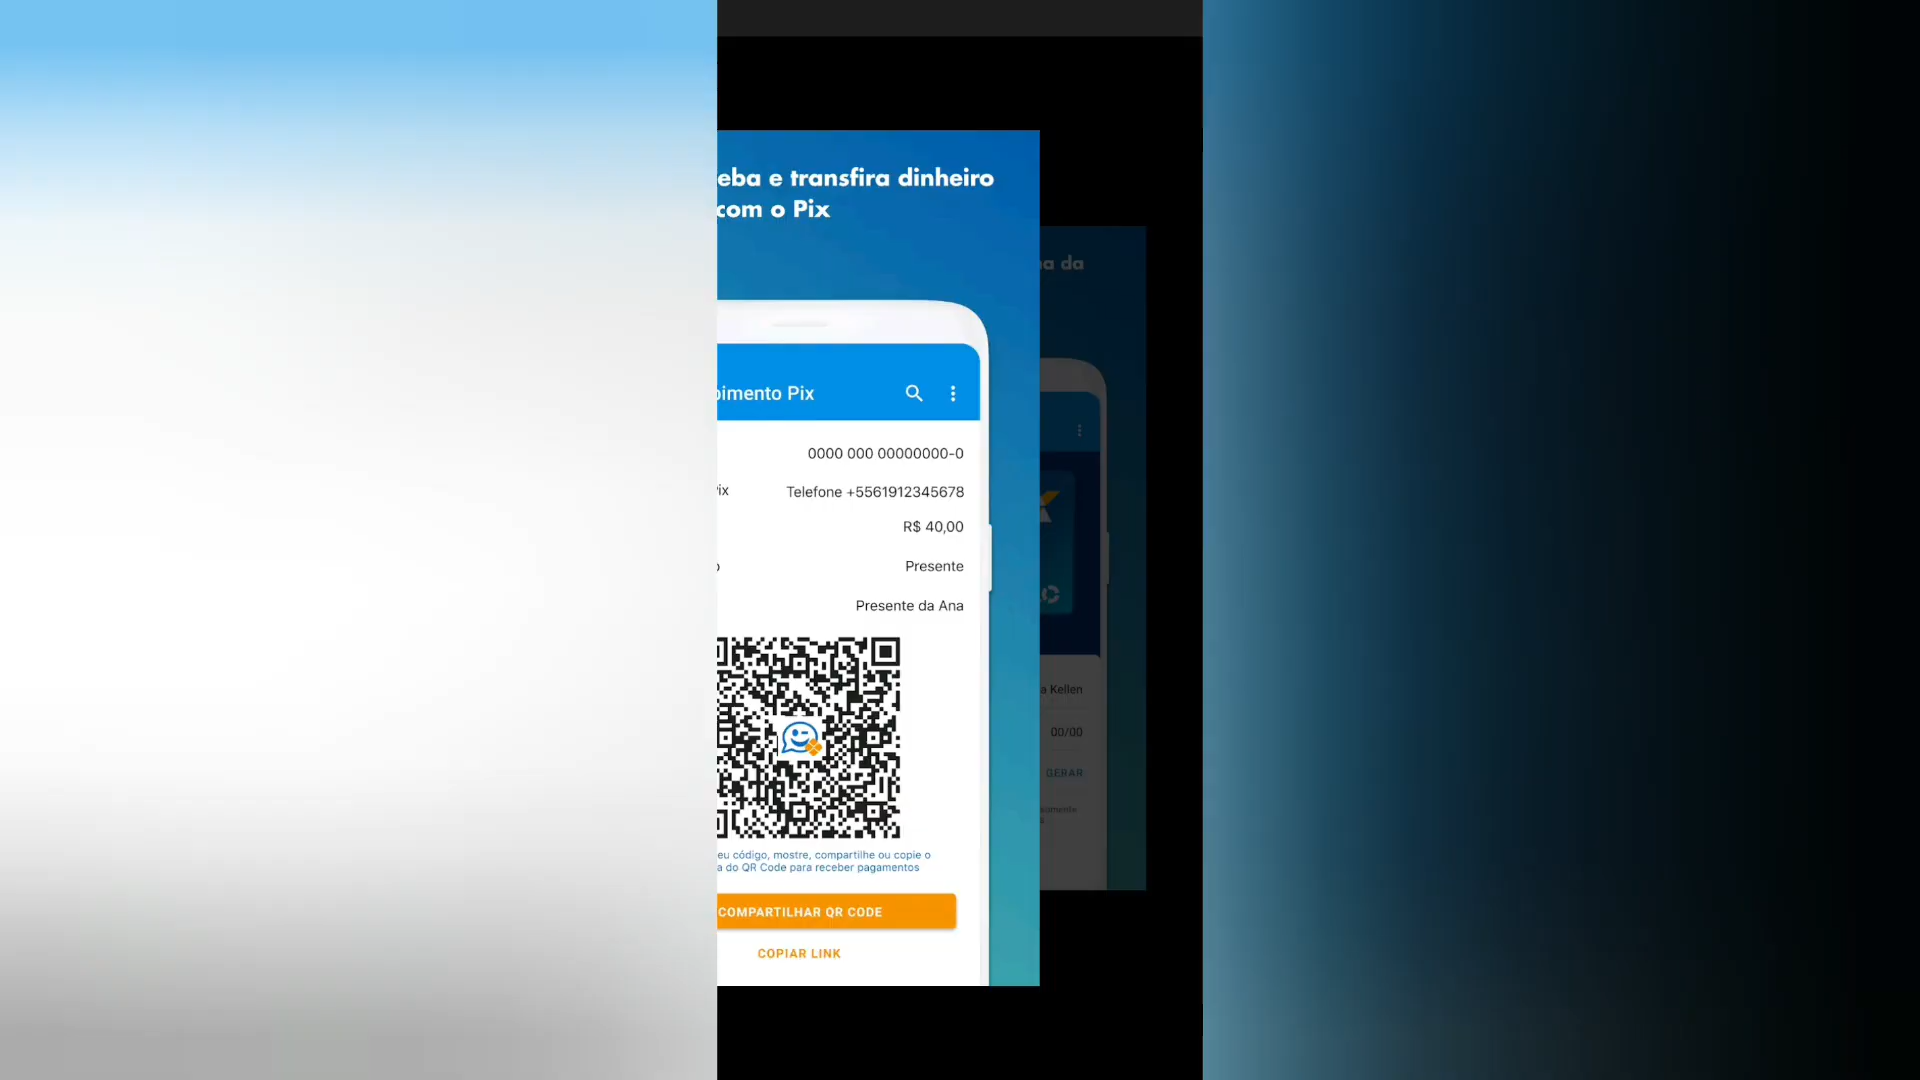 eba e transfira dinheiro
com o Pix
a da
bimento Pix
0000 000 00000000-0
ix
Telefone +5561912345678
R$ 40,00
o
Presente
Presente da Ana
a Kellen
00/00
GERAR
eu código, mostre, compartilhe ou copie o
a do QR Code para receber pagamentos
COMPARTILHAR QR CODE
COPIAR LINK